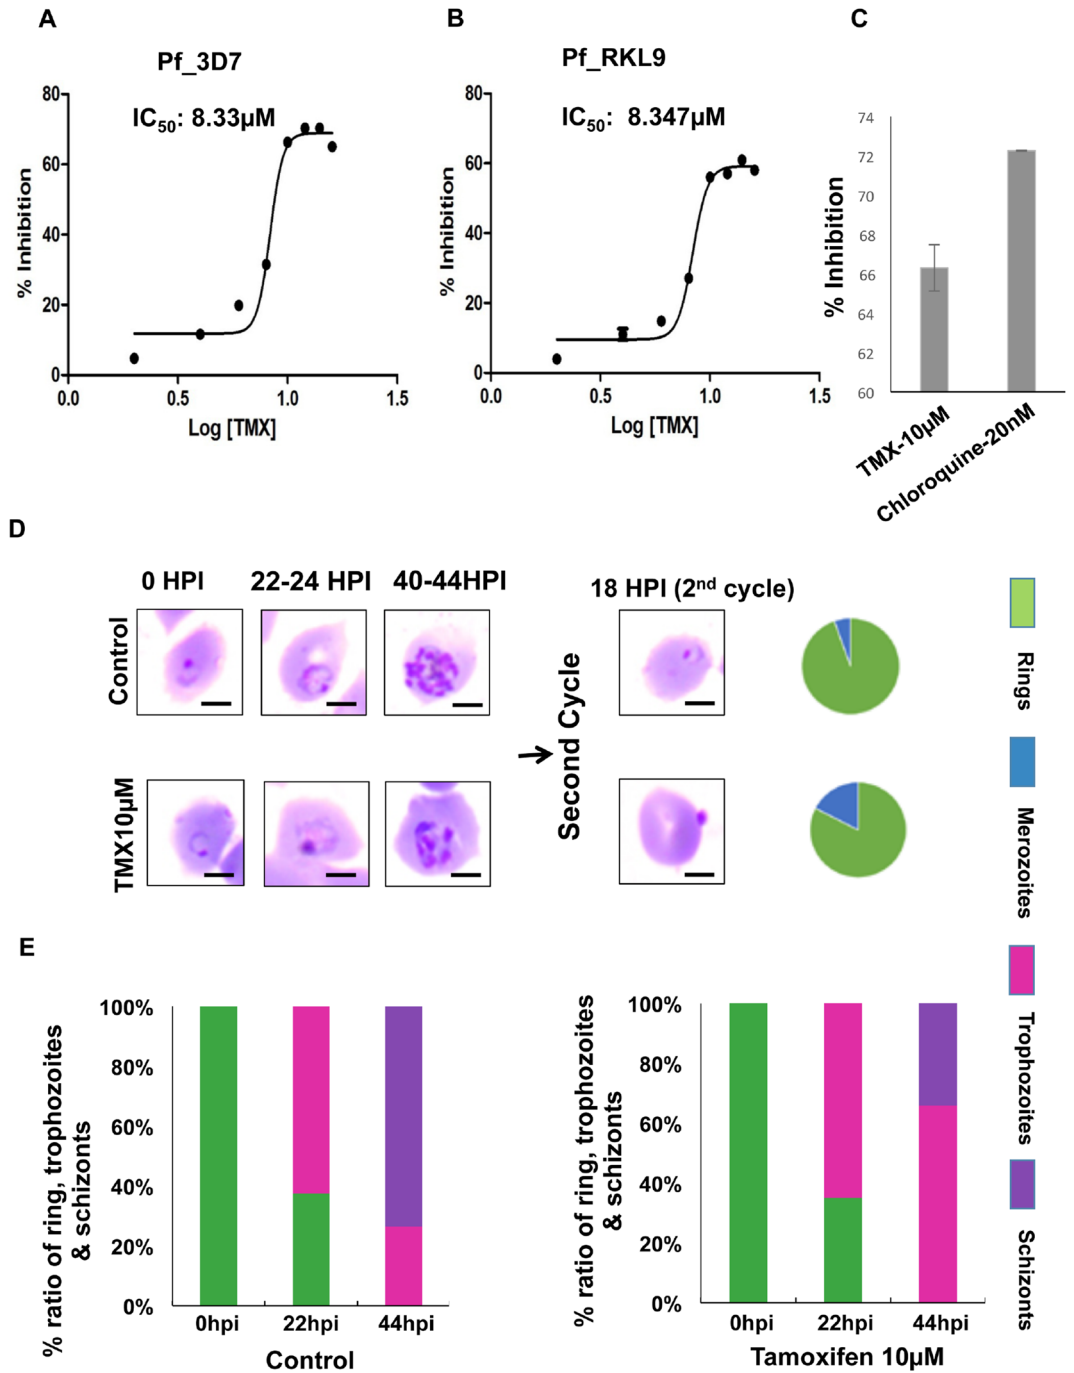 A
Pf_3D7
IC50: 8.33µM
80
60
40
20
0
% Inhibition
0.0
0.5
1.0
1.5
Log [TMX]
B
Pf_RKL9
IC50: 8.347µM
80
60
40
20
0
% Inhibition
0.0
0.5
1.0
1.5
Log [TMX]
C
74
72
70
68
66
64
62
60
% Inhibition
TMX-10µM
Chloroquine-20nM
D
0 HPI
22-24 HPI
40-44HPI
18 HPI (2nd cycle)
Control
TMX10µM
Second Cycle
Rings
Merozoites
Trophozoites
Schizonts
E
100%
80%
60%
40%
20%
0%
% ratio of ring, trophozoites
& schizonts
0hpi
22hpi
44hpi
Control
100%
80%
60%
40%
20%
0%
% ratio of ring, trophozoites
& schizonts
0hpi
22hpi
44hpi
Tamoxifen 10µM